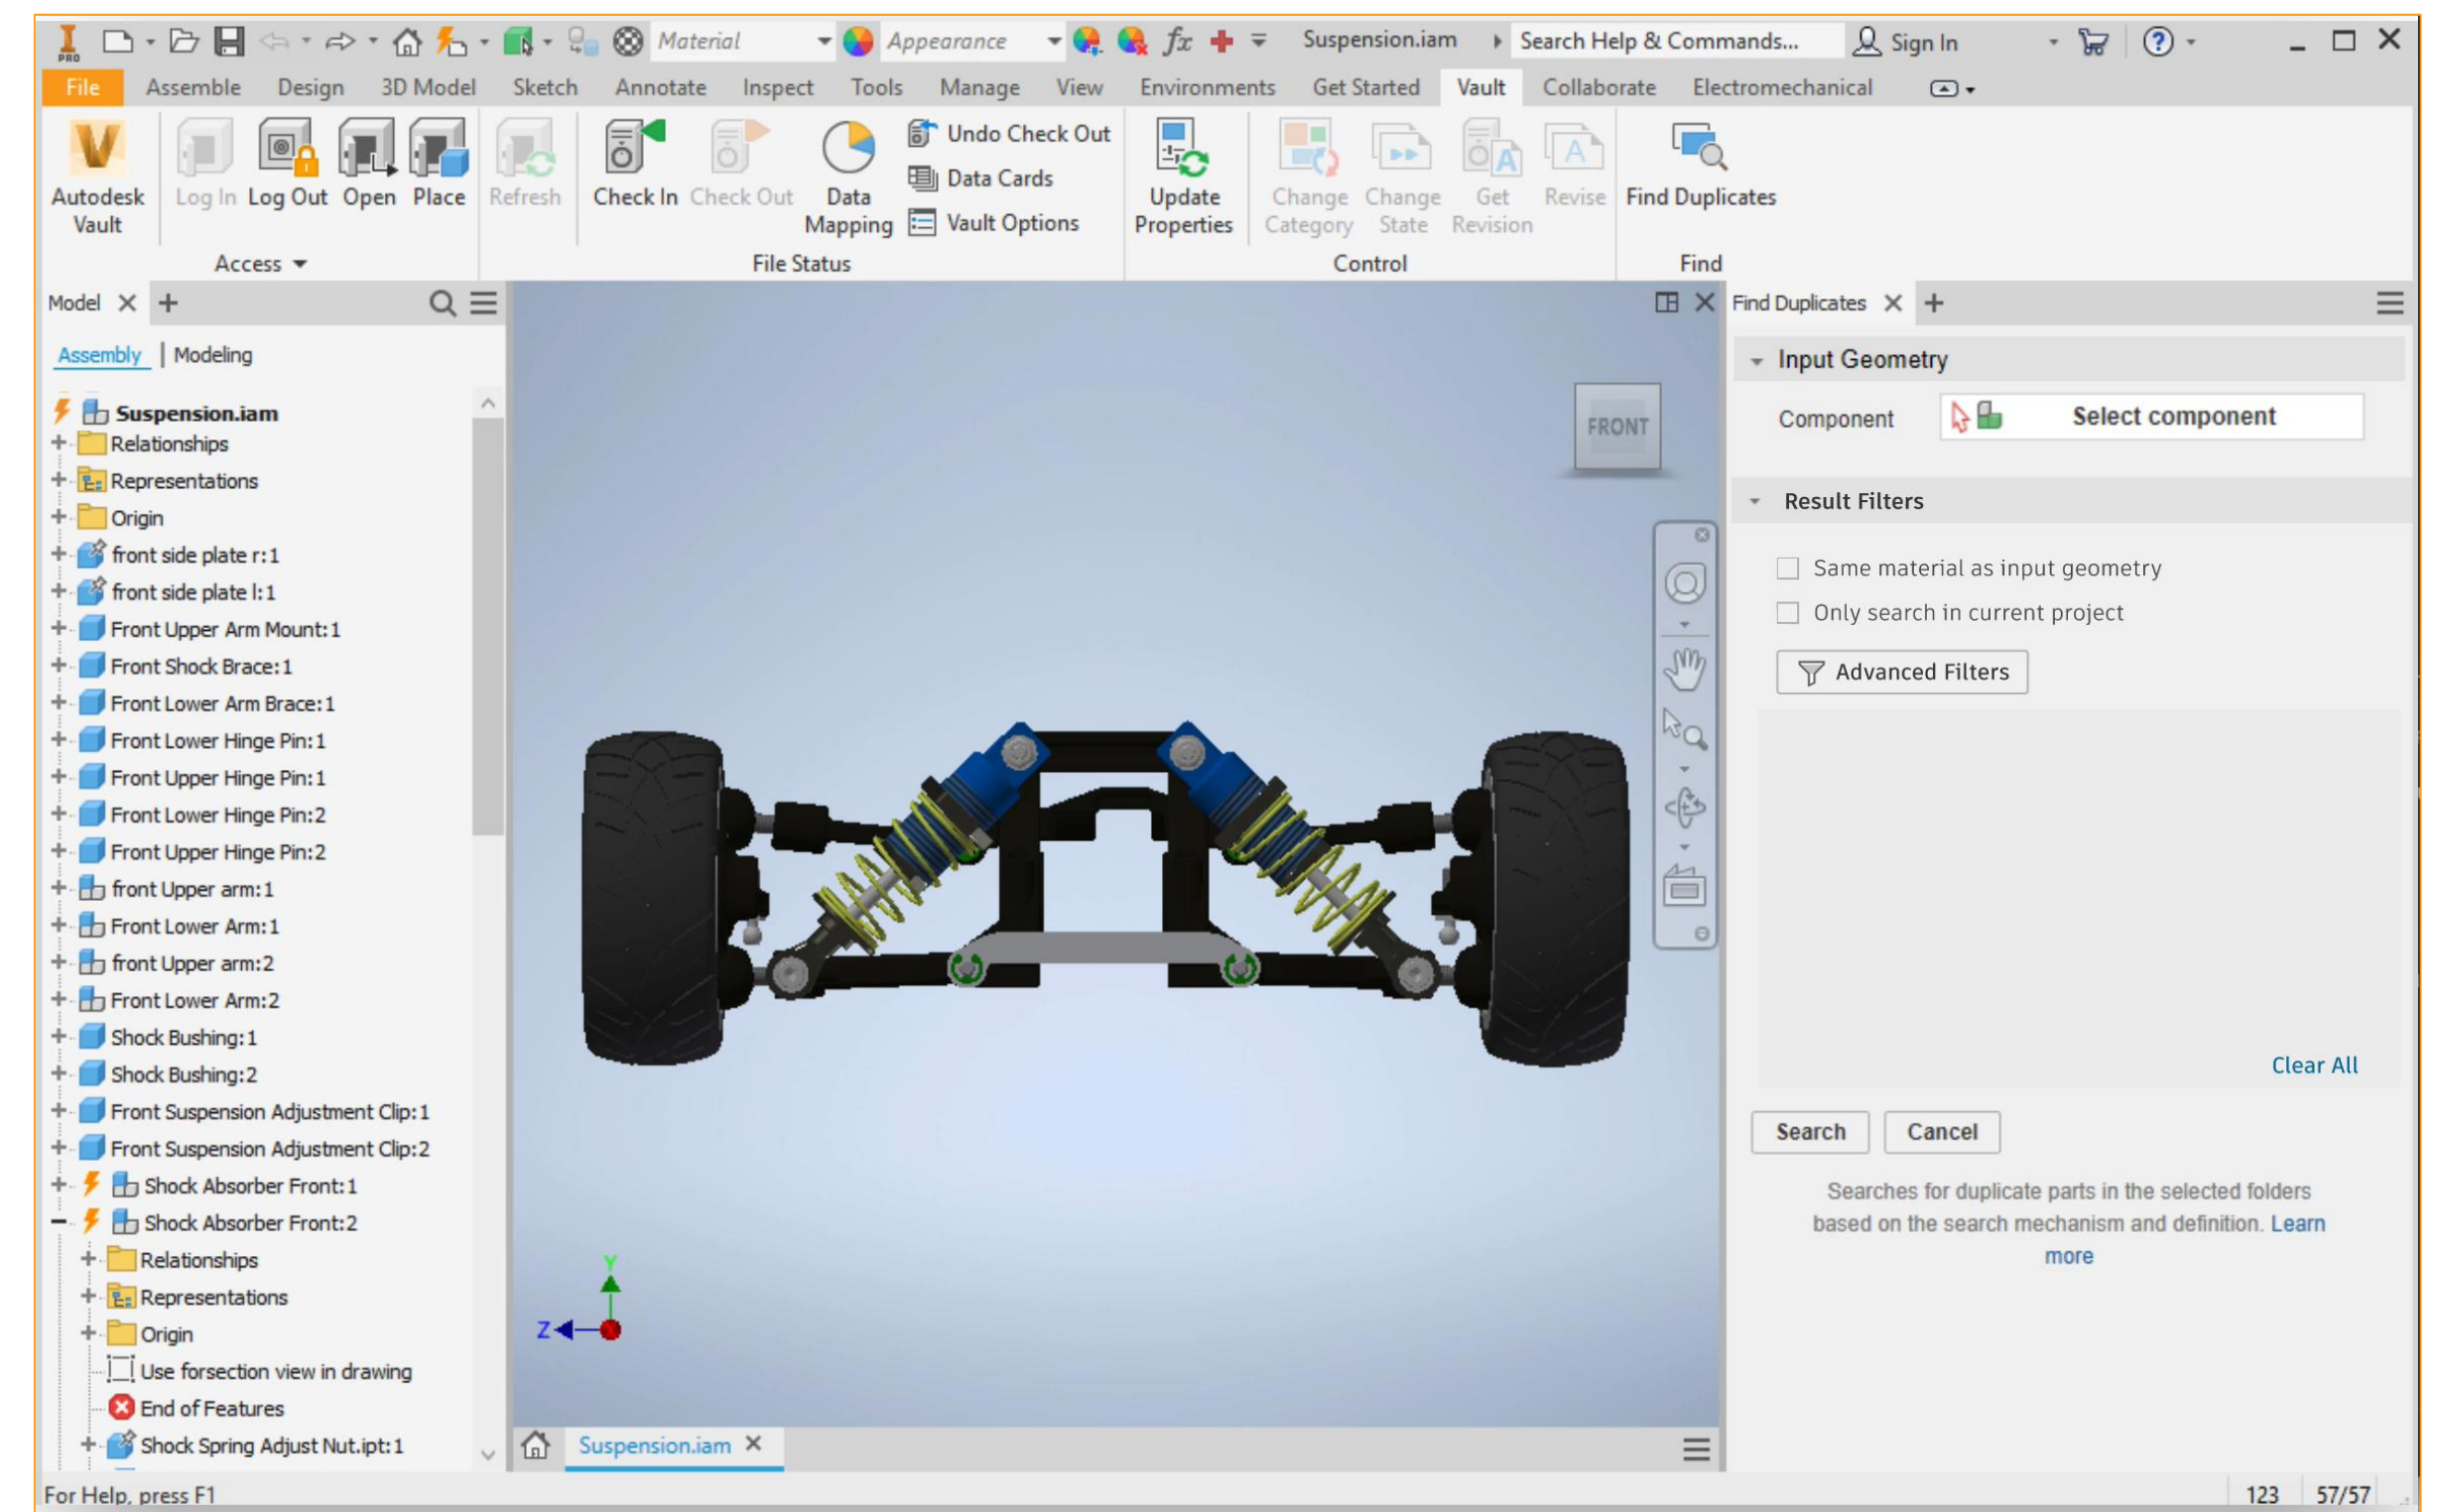 PRO
Material
Appearance
fx
Suspension.iam
Search Help & Commands...
Sign In
File
Assemble
Design
3D Model
Sketch
Annotate
Inspect
Tools
Manage
View
Environments
Get Started
Vault
Collaborate
Electromechanical
Autodesk
Vault
Log In
Log Out
Open
Place
Refresh
Check In
Check Out
Data
Mapping
Undo Check Out
Data Cards
Vault Options
Update
Properties
Change
Category
Change
State
Get
Revision
Revise
Find Duplicates
Access
File Status
Control
Find
Model
Assembly
Modeling
Suspension.iam
Relationships
Representations
Origin
front side plate r:1
front side plate l:1
Front Upper Arm Mount:1
Front Shock Brace:1
Front Lower Arm Brace:1
Front Lower Hinge Pin:1
Front Upper Hinge Pin:1
Front Lower Hinge Pin:2
Front Upper Hinge Pin:2
front Upper arm:1
Front Lower Arm:1
front Upper arm:2
Front Lower Arm:2
Shock Bushing:1
Shock Bushing:2
Front Suspension Adjustment Clip:1
Front Suspension Adjustment Clip:2
Shock Absorber Front:1
Shock Absorber Front:2
Relationships
Representations
Origin
Use forsection view in drawing
End of Features
Shock Spring Adjust Nut.ipt:1
FRONT
Y
Z
Suspension.iam
Find Duplicates
Input Geometry
Component
Select component
Result Filters
Same material as input geometry
Only search in current project
Advanced Filters
Clear All
Search
Cancel
Searches for duplicate parts in the selected folders
based on the search mechanism and definition. Learn
more
For Help, press F1
123
57/57